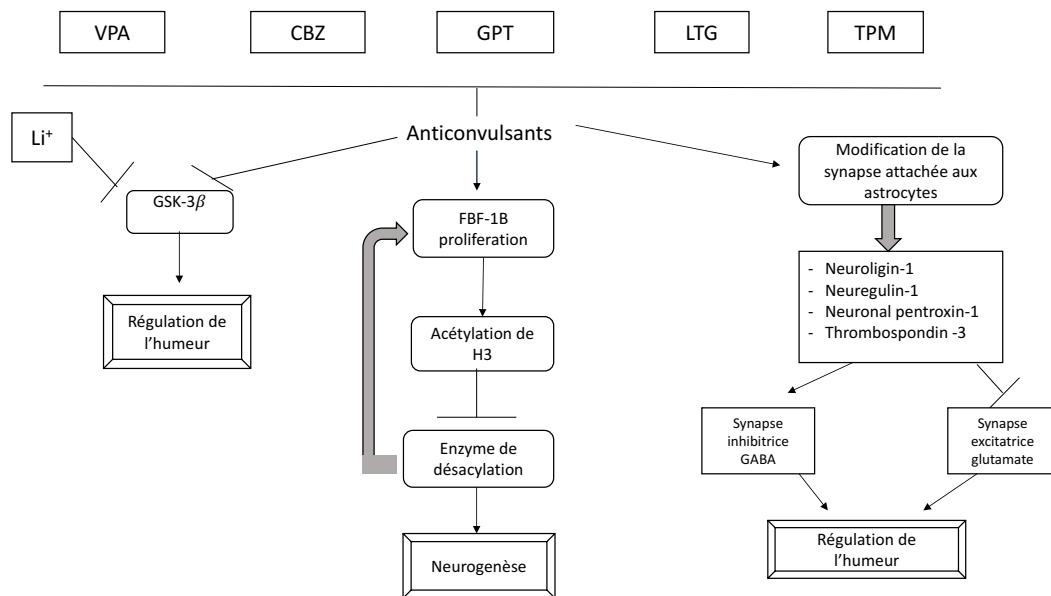 VPA
CBZ
GPT
LTG
TPM
Li⁺
Anticonvulsants
GSK-3β
Régulation de
l’humeur
FBF-1B
proliferation
Acétylation de
H3
Enzyme de
désacylation
Neurogenèse
Modification de la
synapse attachée aux
astrocytes
- Neuroligin-1
- Neuregulin-1
- Neuronal pentroxin-1
- Thrombospondin -3
Synapse
inhibitrice
GABA
Synapse
excitatrice
glutamate
Régulation de
l’humeur